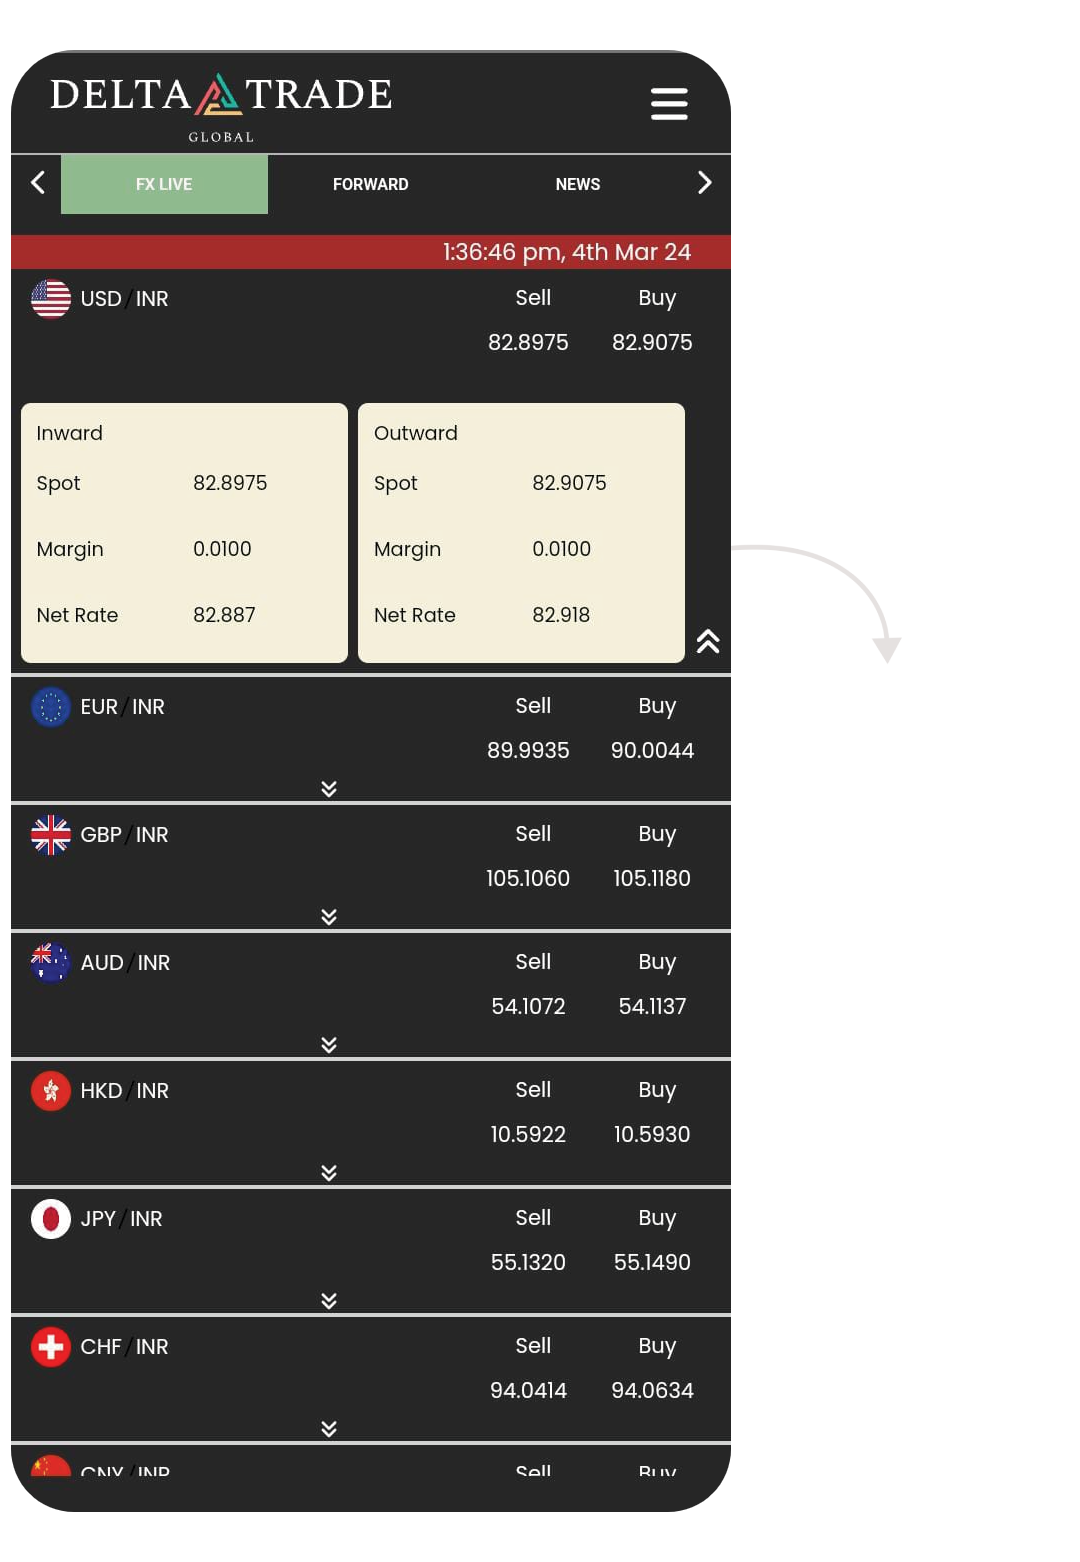 DELTA TRADE
GLOBAL
FX LIVE FORWARD NEWS
1:36:46 pm, 4th Mar 24
USD/INR Sell Buy
82.8975 82.9075
Inward Outward
Spot 82.8975 Spot 82.9075
Margin 0.0100 Margin 0.0100
Net Rate 82.887 Net Rate 82.918
EUR/INR Sell Buy
89.9935 90.0044
GBP/INR Sell Buy
105.1060 105.1180
AUD/INR Sell Buy
54.1072 54.1137
HKD/INR Sell Buy
10.5922 10.5930
JPY/INR Sell Buy
55.1320 55.1490
CHF/INR Sell Buy
94.0414 94.0634
CNY/INR Sell Buy